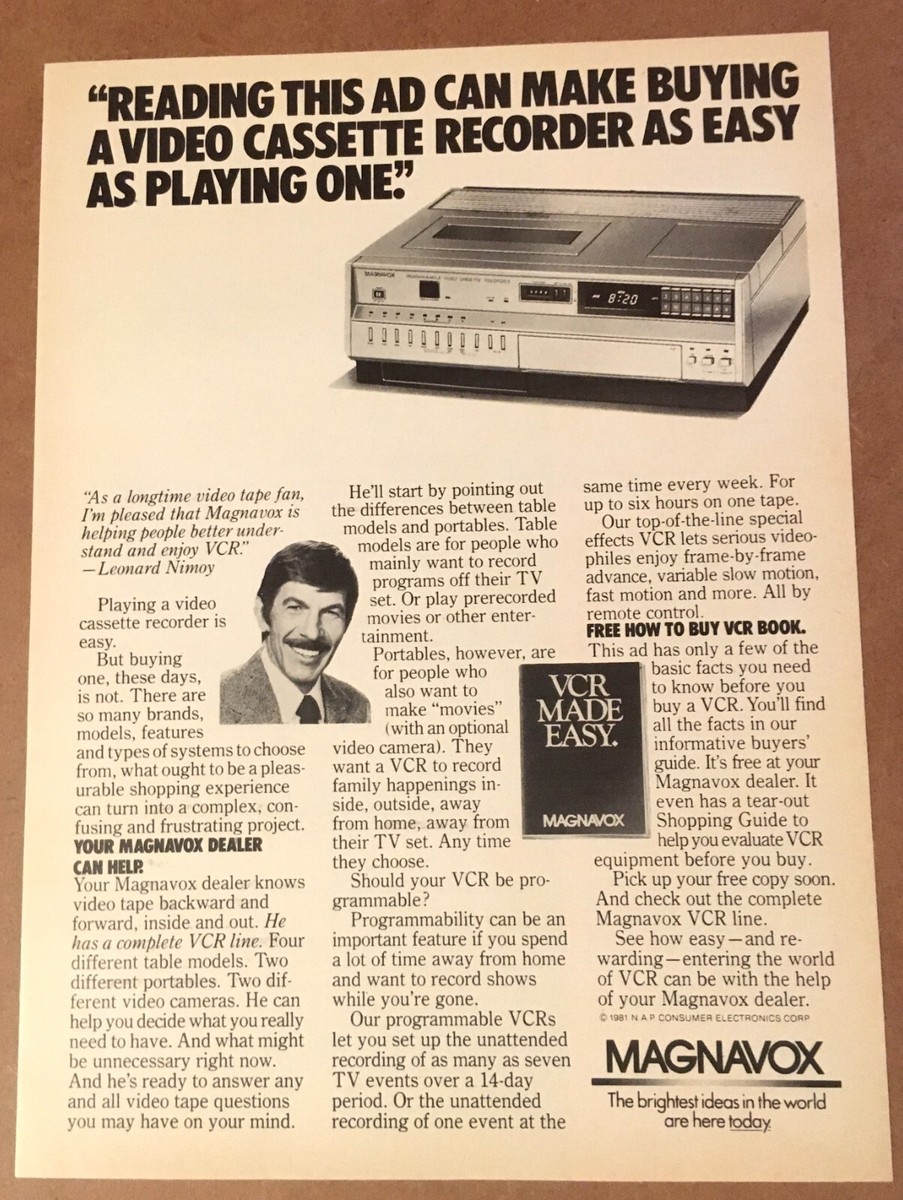 “READING THIS AD CAN MAKE BUYING
A VIDEO CASSETTE RECORDER AS EASY
AS PLAYING ONE.”
MAGNAVOX
8:20
“As a longtime video tape fan,
I'm pleased that Magnavox is
helping people better under-
stand and enjoy VCR.”
—Leonard Nimoy
Playing a video
cassette recorder is
easy.
But buying
one, these days,
is not. There are
so many brands,
models, features
and types of systems to choose
from, what ought to be a pleas-
urable shopping experience
can turn into a complex, con-
fusing and frustrating project.
YOUR MAGNAVOX DEALER
CAN HELP.
Your Magnavox dealer knows
video tape backward and
forward, inside and out. He
has a complete VCR line. Four
different table models. Two
different portables. Two dif-
ferent video cameras. He can
help you decide what you really
need to have. And what might
be unnecessary right now.
And he's ready to answer any
and all video tape questions
you may have on your mind.
He'll start by pointing out
the differences between table
models and portables. Table
models are for people who
mainly want to record
programs off their TV
set. Or play prerecorded
movies or other enter-
tainment.
Portables, however, are
for people who
also want to
make “movies”
(with an optional
video camera). They
want a VCR to record
family happenings in-
side, outside, away
from home, away from
their TV set. Any time
they choose.
Should your VCR be pro-
grammable?
Programmability can be an
important feature if you spend
a lot of time away from home
and want to record shows
while you're gone.
Our programmable VCRs
let you set up the unattended
recording of as many as seven
TV events over a 14-day
period. Or the unattended
recording of one event at the
same time every week. For
up to six hours on one tape.
Our top-of-the-line special
effects VCR lets serious video-
philes enjoy frame-by-frame
advance, variable slow motion,
fast motion and more. All by
remote control.
FREE HOW TO BUY VCR BOOK.
This ad has only a few of the
basic facts you need
to know before you
buy a VCR. You'll find
all the facts in our
informative buyers'
guide. It's free at your
Magnavox dealer. It
even has a tear-out
Shopping Guide to
help you evaluate VCR
equipment before you buy.
Pick up your free copy soon.
And check out the complete
Magnavox VCR line.
See how easy—and re-
warding—entering the world
of VCR can be with the help
of your Magnavox dealer.
© 1981 N.A.P. CONSUMER ELECTRONICS CORP
VCR
MADE
EASY.
MAGNAVOX
MAGNAVOX
The brightest ideas in the world
are here today.